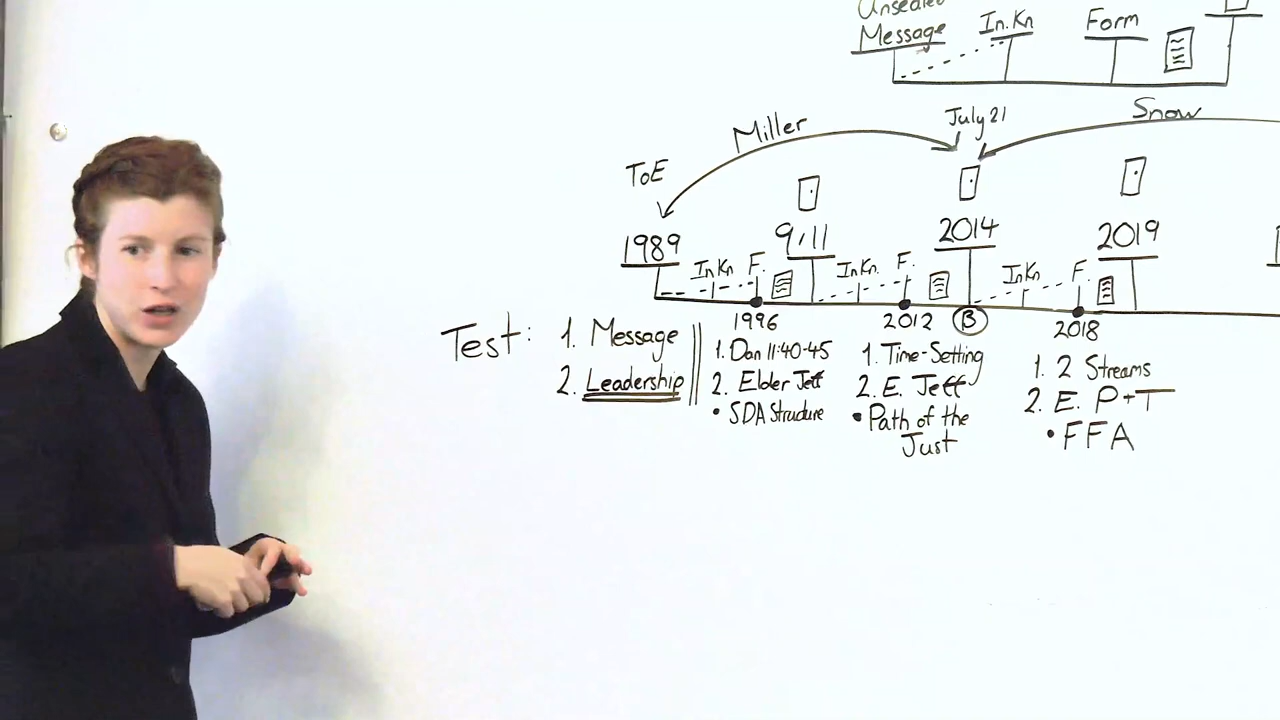 Unsealed
Message In.Kn Form
July 21
Miller Snow
ToE
1989 9/11 2014 2019
In Kn F. In Kn. F. In Kn F.
1996 2012 B 2018
Test: 1. Message
2. Leadership
1. Dan 11:40-45
2. Elder Jeff
• SDA Structure
1. Time-Setting
2. E. Jeff
• Path of the
Just
1. 2 Streams
2. E. P+T
• FFA